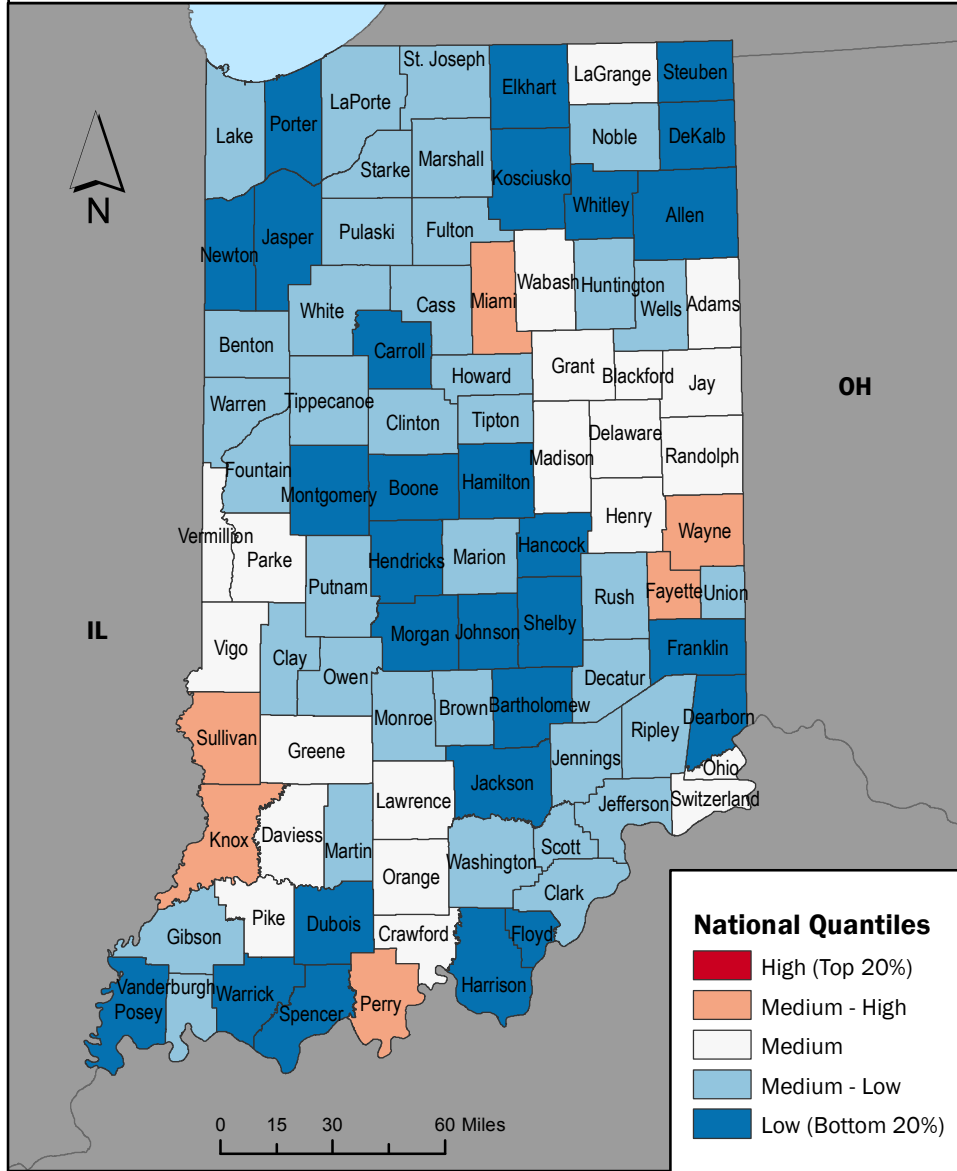 St. Joseph
LaGrange
Steuben
Elkhart
LaPorte
Porter
Lake
Noble
DeKalb
Marshall
Starke
Kosciusko
Whitley
Allen
N
Pulaski
Fulton
Jasper
Newton
Wabash
Huntington
Miami
Adams
Cass
Wells
White
Benton
Carroll
Grant
Howard
Blackford
Jay
OH
Tippecanoe
Warren
Clinton
Tipton
Delaware
Randolph
Madison
Fountain
Hamilton
Boone
Montgomery
Henry
Wayne
Vermillion
Hancock
Marion
Parke
Hendricks
Putnam
Fayette
Union
Rush
Shelby
IL
Morgan
Johnson
Franklin
Vigo
Clay
Owen
Decatur
Brown
Bartholomew
Monroe
Dearborn
Ripley
Sullivan
Greene
Jennings
Ohio
Jackson
Switzerland
Lawrence
Jefferson
Knox
Daviess
Scott
Martin
Washington
Orange
Clark
Pike
Dubois
Crawford
Floyd
Gibson
Harrison
Vanderburgh
Warrick
Perry
Posey
Spencer
National Quantiles
High (Top 20%)
Medium - High
Medium
Medium - Low
Low (Bottom 20%)
0 15 30 60 Miles